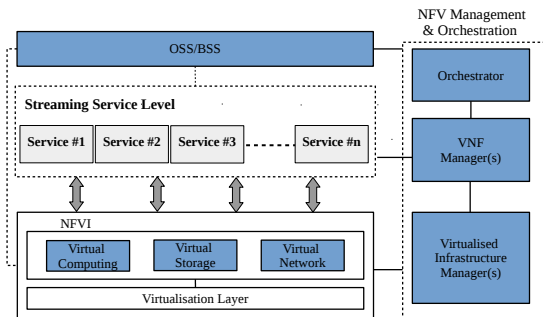 NFV Management
& Orchestration
OSS/BSS
Orchestrator
Streaming Service Level
Service #1 Service #2 Service #3 Service #n
VNF
Manager(s)
NFVI
Virtual
Computing
Virtual
Storage
Virtual
Network
Virtualised
Infrastructure
Manager(s)
Virtualisation Layer